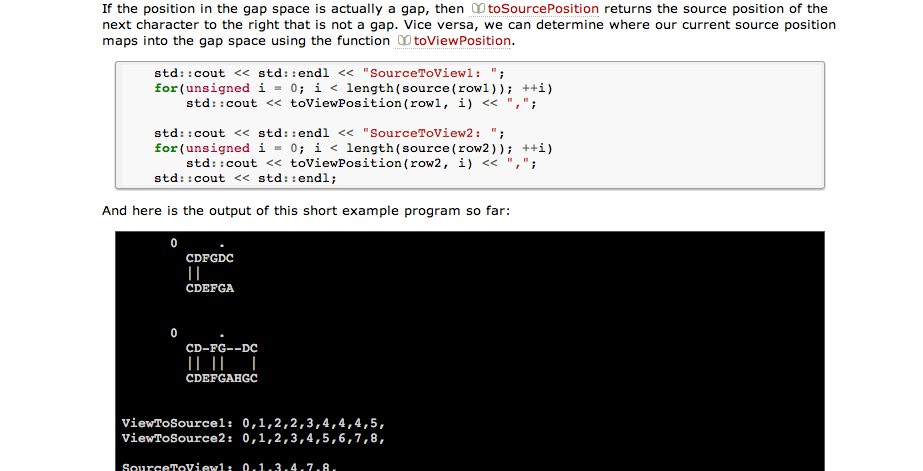 If the position in the gap space is actually a gap, then toSourcePosition returns the source position of the
next character to the right that is not a gap. Vice versa, we can determine where our current source position
maps into the gap space using the function toViewPosition.
std::cout << std::endl << "SourceToView1: ";
for(unsigned i = 0; i < length(source(row1)); ++i)
std::cout << toViewPosition(row1, i) << ",";
std::cout << std::endl << "SourceToView2: ";
for(unsigned i = 0; i < length(source(row2)); ++i)
std::cout << toViewPosition(row2, i) << ",";
std::cout << std::endl;
And here is the output of this short example program so far:
0 .
CDFGDC
||
CDEFGA
0 .
CD-FG--DC
|| || |
CDEFGAHGC
ViewToSource1: 0,1,2,2,3,4,4,4,5,
ViewToSource2: 0,1,2,3,4,5,6,7,8,
SourceToView1: 0,1,3,4,7,8,